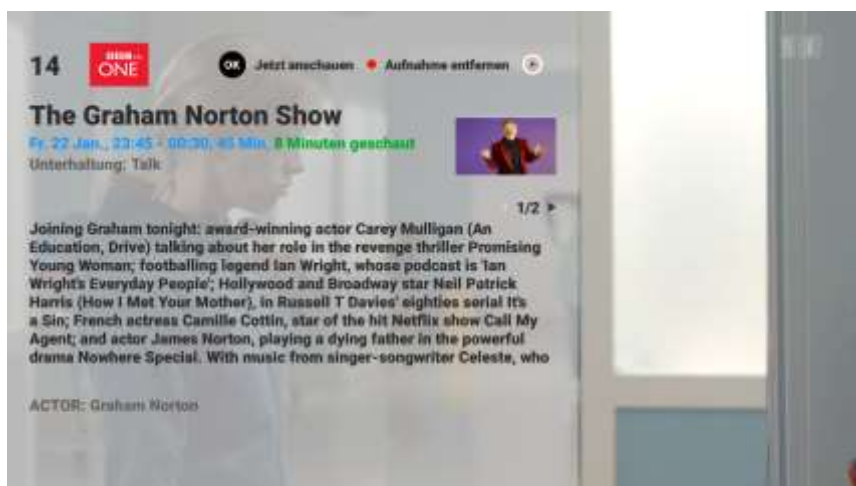 14
BBC
ONE
OK Jetzt anschauen Aufnahme entfernen
The Graham Norton Show
Fr. 22 Jan., 23:45 - 00:30, 45 Min, 8 Minuten geschaut
Unterhaltung: Talk
1/2
Joining Graham tonight: award-winning actor Carey Mulligan (An
Education, Drive) talking about her role in the revenge thriller Promising
Young Woman; footballing legend Ian Wright, whose podcast is 'Ian
Wright's Everyday People'; Hollywood and Broadway star Neil Patrick
Harris (How I Met Your Mother), in Russell T Davies' eighties serial It's
a Sin; French actress Camille Cottin, star of the hit Netflix show Call My
Agent; and actor James Norton, playing a dying father in the powerful
drama Nowhere Special. With music from singer-songwriter Celeste, who
ACTOR: Graham Norton